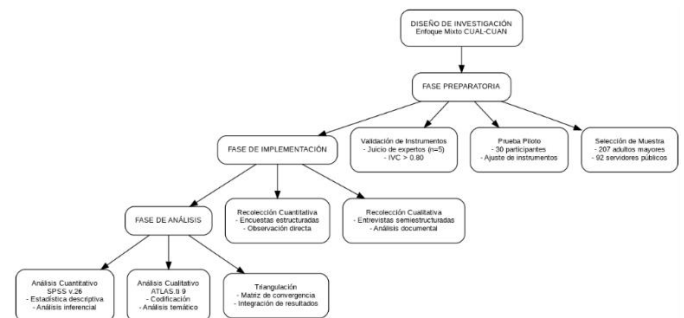 DISEÑO DE INVESTIGACIÓN
Enfoque Mixto CUAL-CUAN
FASE PREPARATORIA
FASE DE IMPLEMENTACIÓN
Validación de Instrumentos
- Juicio de expertos (n=5)
- IVC > 0.80
Prueba Piloto
- 30 participantes
- Ajuste de instrumentos
Selección de Muestra
- 207 adultos mayores
- 92 servidores públicos
FASE DE ANÁLISIS
Recolección Cuantitativa
- Encuestas estructuradas
- Observación directa
Recolección Cualitativa
- Entrevistas semiestructuradas
- Análisis documental
Análisis Cuantitativo
SPSS v.26
- Estadística descriptiva
- Análisis inferencial
Análisis Cualitativo
ATLAS.ti 9
- Codificación
- Análisis temático
Triangulación
- Matriz de convergencia
- Integración de resultados